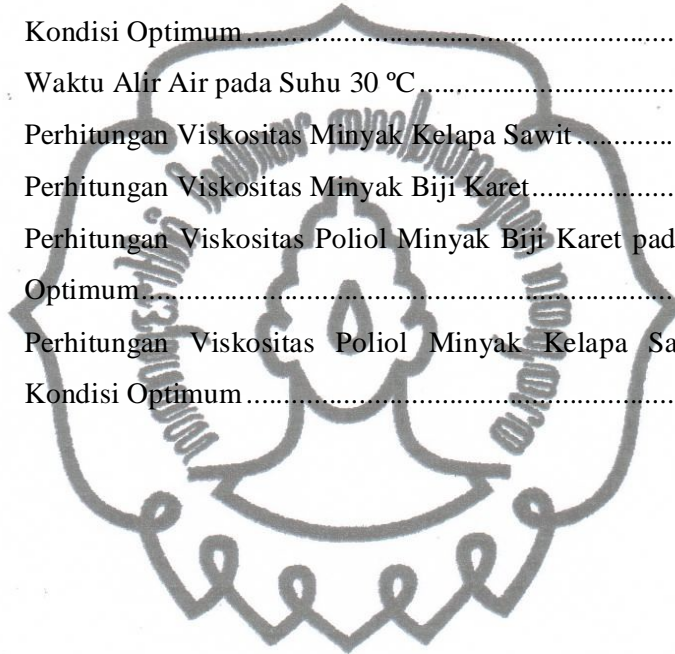 Kondisi Optimum......................................................
Waktu Alir Air pada Suhu 30 ºC................................
Perhitungan Viskositas Minyak Kelapa Sawit.............
Perhitungan Viskositas Minyak Biji Karet...................
Perhitungan Viskositas Poliol Minyak Biji Karet pad
Optimum....................................................................
Perhitungan Viskositas Poliol Minyak Kelapa Sa
Kondisi Optimum......................................................